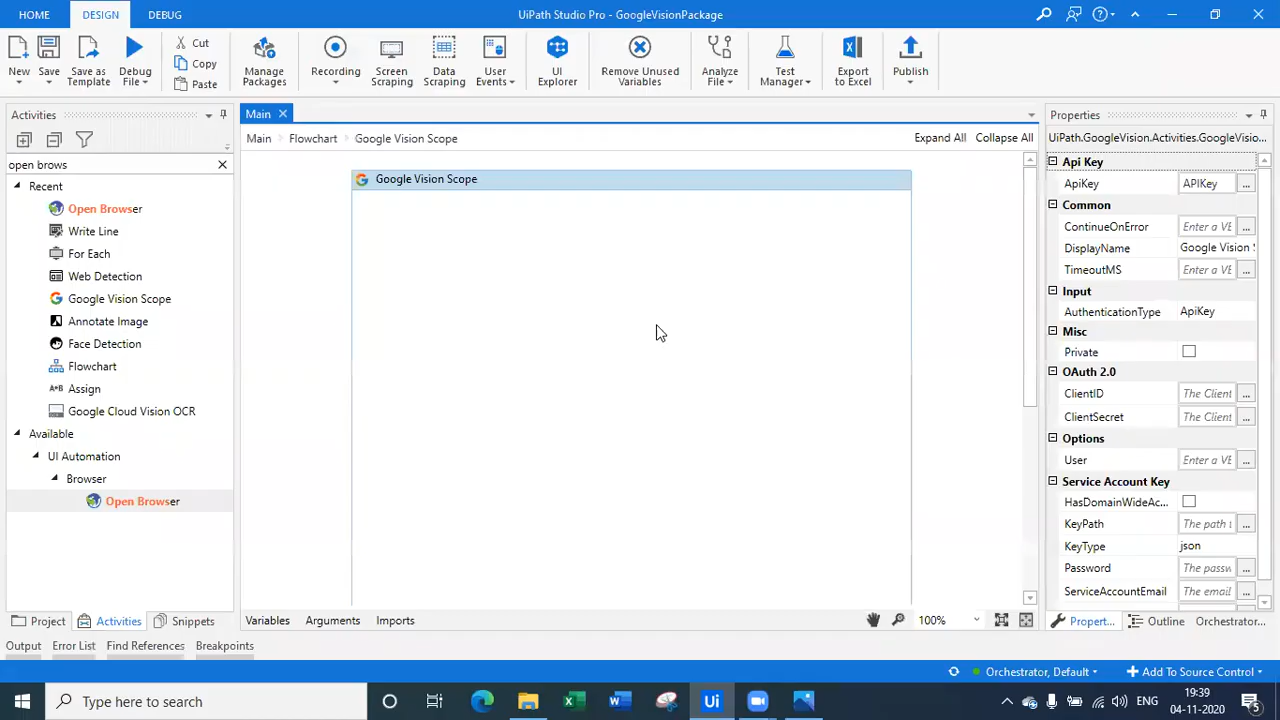 HOME
DESIGN
DEBUG
UiPath Studio Pro - GoogleVisionPackage
New
Save
Save as Template
Debug File
Cut
Copy
Paste
Manage Packages
Recording
Screen Scraping
Data Scraping
User Events
UI Explorer
Remove Unused Variables
Analyze File
Test Manager
Export to Excel
Publish
Activities
open brows
Recent
Open Browser
Write Line
For Each
Web Detection
Google Vision Scope
Annotate Image
Face Detection
Flowchart
Assign
A+B
Google Cloud Vision OCR
Available
UI Automation
Browser
Open Browser
Project
Activities
Snippets
Main
Main Flowchart Google Vision Scope
Expand All Collapse All
Google Vision Scope
Variables Arguments Imports
100%
Properties
UiPath.GoogleVision.Activities.GoogleVisio...
Api Key
ApiKey APIKey ...
Common
ContinueOnError Enter a VE ...
DisplayName Google Vision S
TimeoutMS Enter a VE ...
Input
AuthenticationType ApiKey
Misc
Private
OAuth 2.0
ClientID The Client ...
ClientSecret The Client ...
Options
User Enter a VE ...
Service Account Key
HasDomainWideAc...
KeyPath The path t ...
KeyType json
Password The passw ...
ServiceAccountEmail The email ...
Propert...
Outline
Orchestrator...
Output Error List Find References Breakpoints
Orchestrator, Default
Add To Source Control
Type here to search
Ui
ENG
19:39
04-11-2020
5